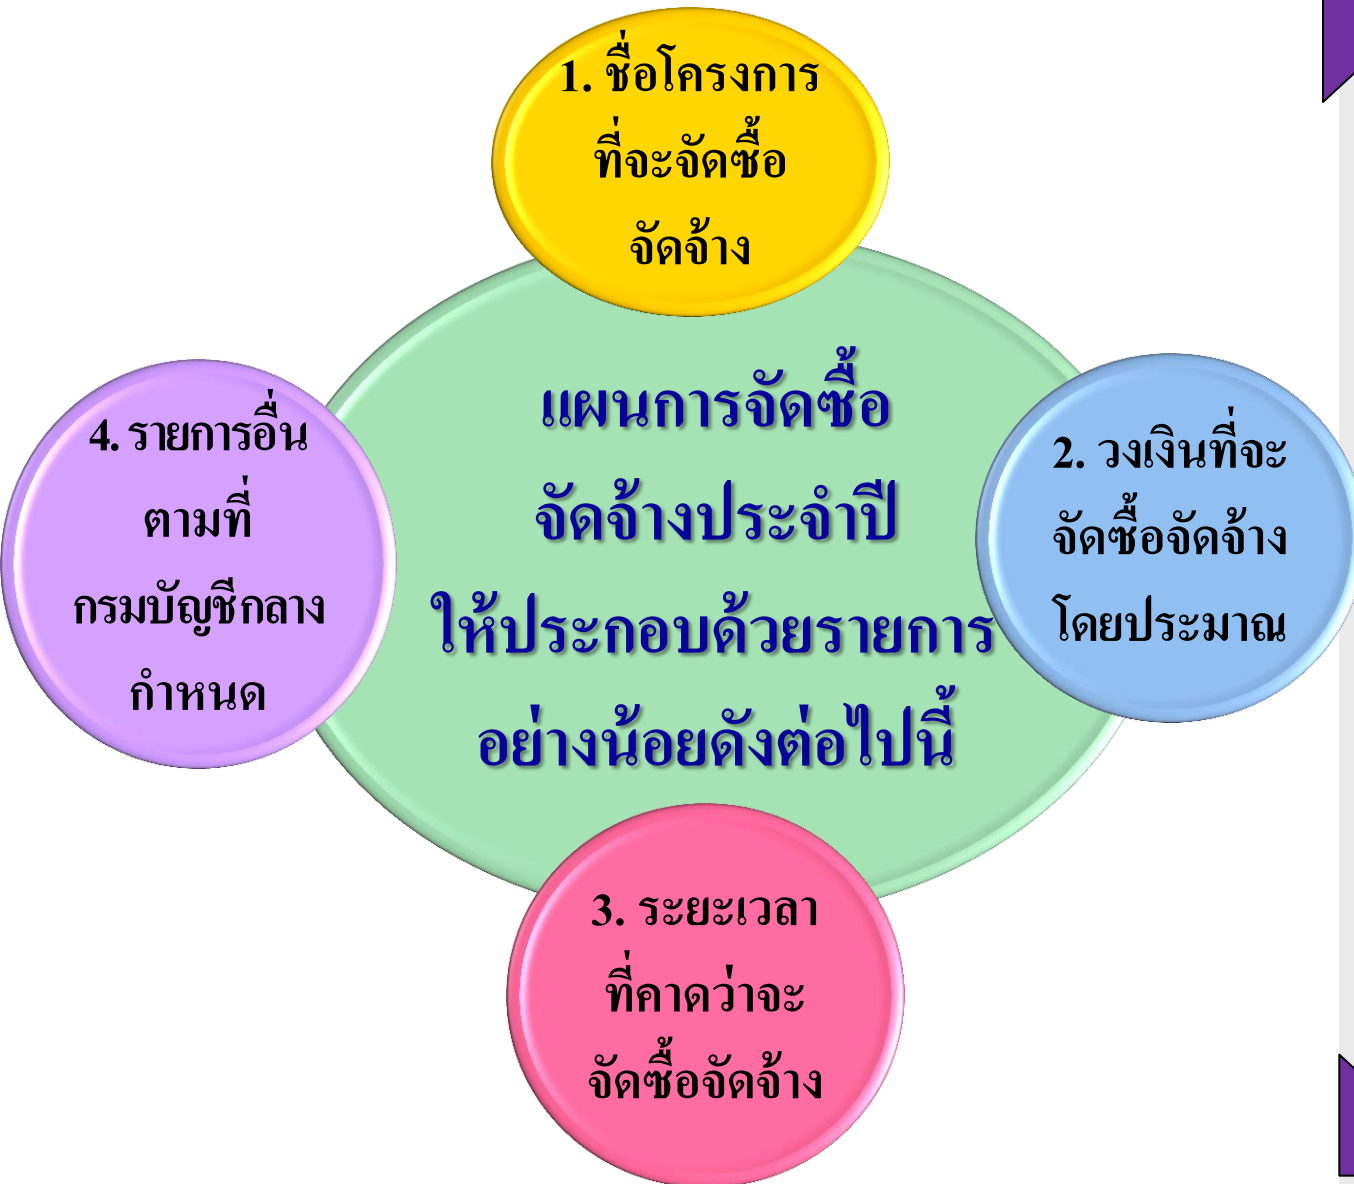 1. ชื่อโครงการ
ที่จะจัดซื้อ
จัดจ้าง
แผนการจัดซื้อ
จัดจ้างประจำปี
ให้ประกอบด้วยรายการ
อย่างน้อยดังต่อไปนี้
2. วงเงินที่จะ
จัดซื้อจัดจ้าง
โดยประมาณ
3. ระยะเวลา
ที่คาดว่าจะ
จัดซื้อจัดจ้าง
4. รายการอื่น
ตามที่
กรมบัญชีกลาง
กำหนด